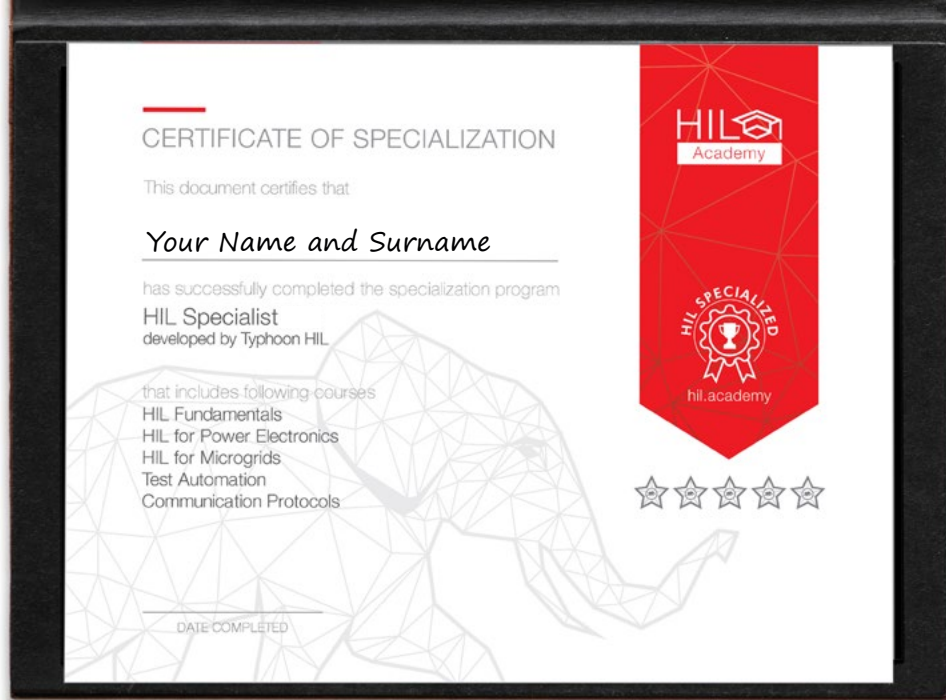 CERTIFICATE OF SPECIALIZATION
This document certifies that
Your Name and Surname
has successfully completed the specialization program
HIL Specialist
developed by Typhoon HIL
that includes following courses
HIL Fundamentals
HIL for Power Electronics
HIL for Microgrids
Test Automation
Communication Protocols
DATE COMPLETED
HIL
Academy
HIL SPECIALIZED
hil.academy